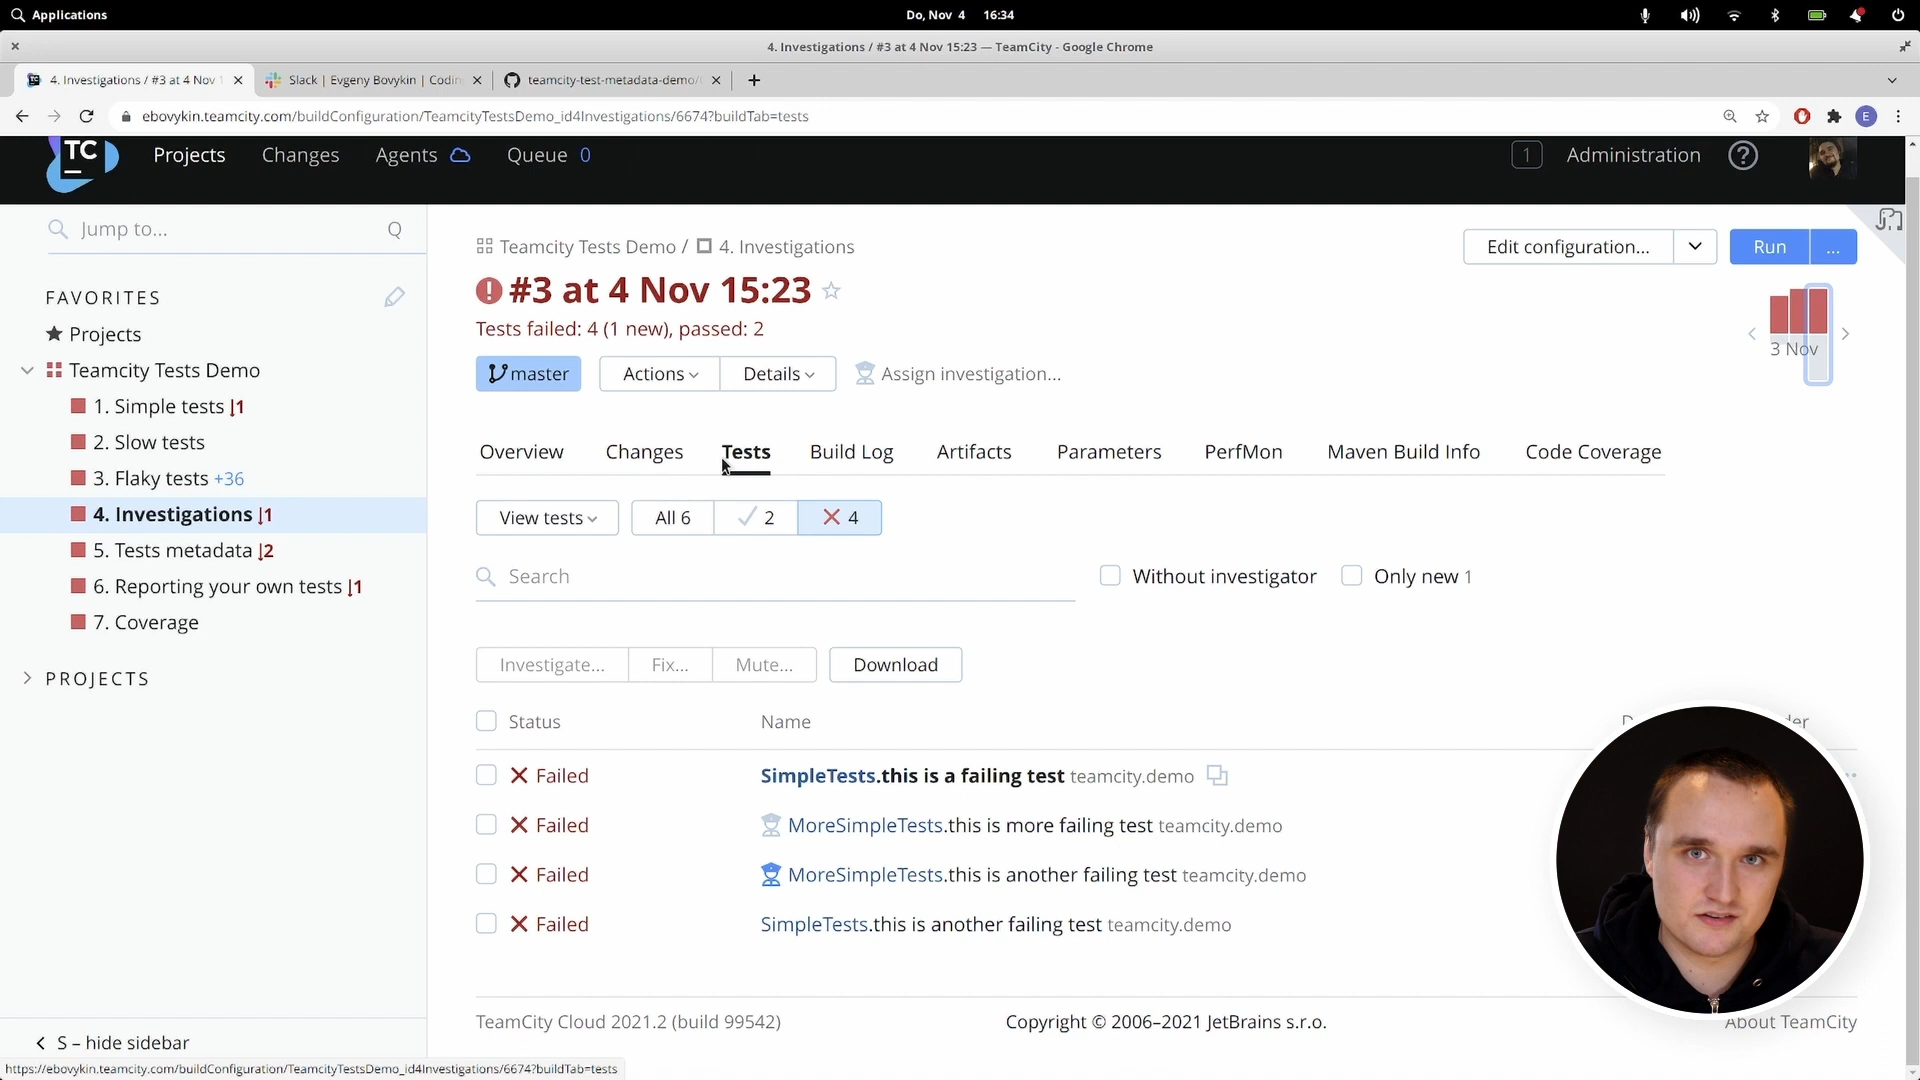 Applications
Do, Nov 4 16:34
4. Investigations / #3 at 4 Nov 15:23 — TeamCity - Google Chrome
4. Investigations / #3 at 4 Nov 1
Slack | Evgeny Bovykin | Codin
teamcity-test-metadata-demo/
ebovykin.teamcity.com/buildConfiguration/TeamcityTestsDemo_id4Investigations/6674?buildTab=tests
E
TC
Projects
Changes
Agents
Queue 0
1
Administration
?
Jump to...
Q
Teamcity Tests Demo / 4. Investigations
Edit configuration...
Run
...
FAVORITES
#3 at 4 Nov 15:23
Projects
Tests failed: 4 (1 new), passed: 2
3 Nov
Teamcity Tests Demo
master
Actions
Details
Assign investigation...
1. Simple tests 1
2. Slow tests
3. Flaky tests +36
4. Investigations 1
5. Tests metadata 2
6. Reporting your own tests 1
7. Coverage
PROJECTS
Overview
Changes
Tests
Build Log
Artifacts
Parameters
PerfMon
Maven Build Info
Code Coverage
View tests
All 6
2
4
Search
Without investigator
Only new 1
Investigate...
Fix...
Mute...
Download
Status
Name
Failed
SimpleTests.this is a failing test teamcity.demo
Failed
MoreSimpleTests.this is more failing test teamcity.demo
Failed
MoreSimpleTests.this is another failing test teamcity.demo
Failed
SimpleTests.this is another failing test teamcity.demo
TeamCity Cloud 2021.2 (build 99542)
Copyright © 2006–2021 JetBrains s.r.o.
About TeamCity
S – hide sidebar
https://ebovykin.teamcity.com/buildConfiguration/TeamcityTestsDemo_id4Investigations/6674?buildTab=tests